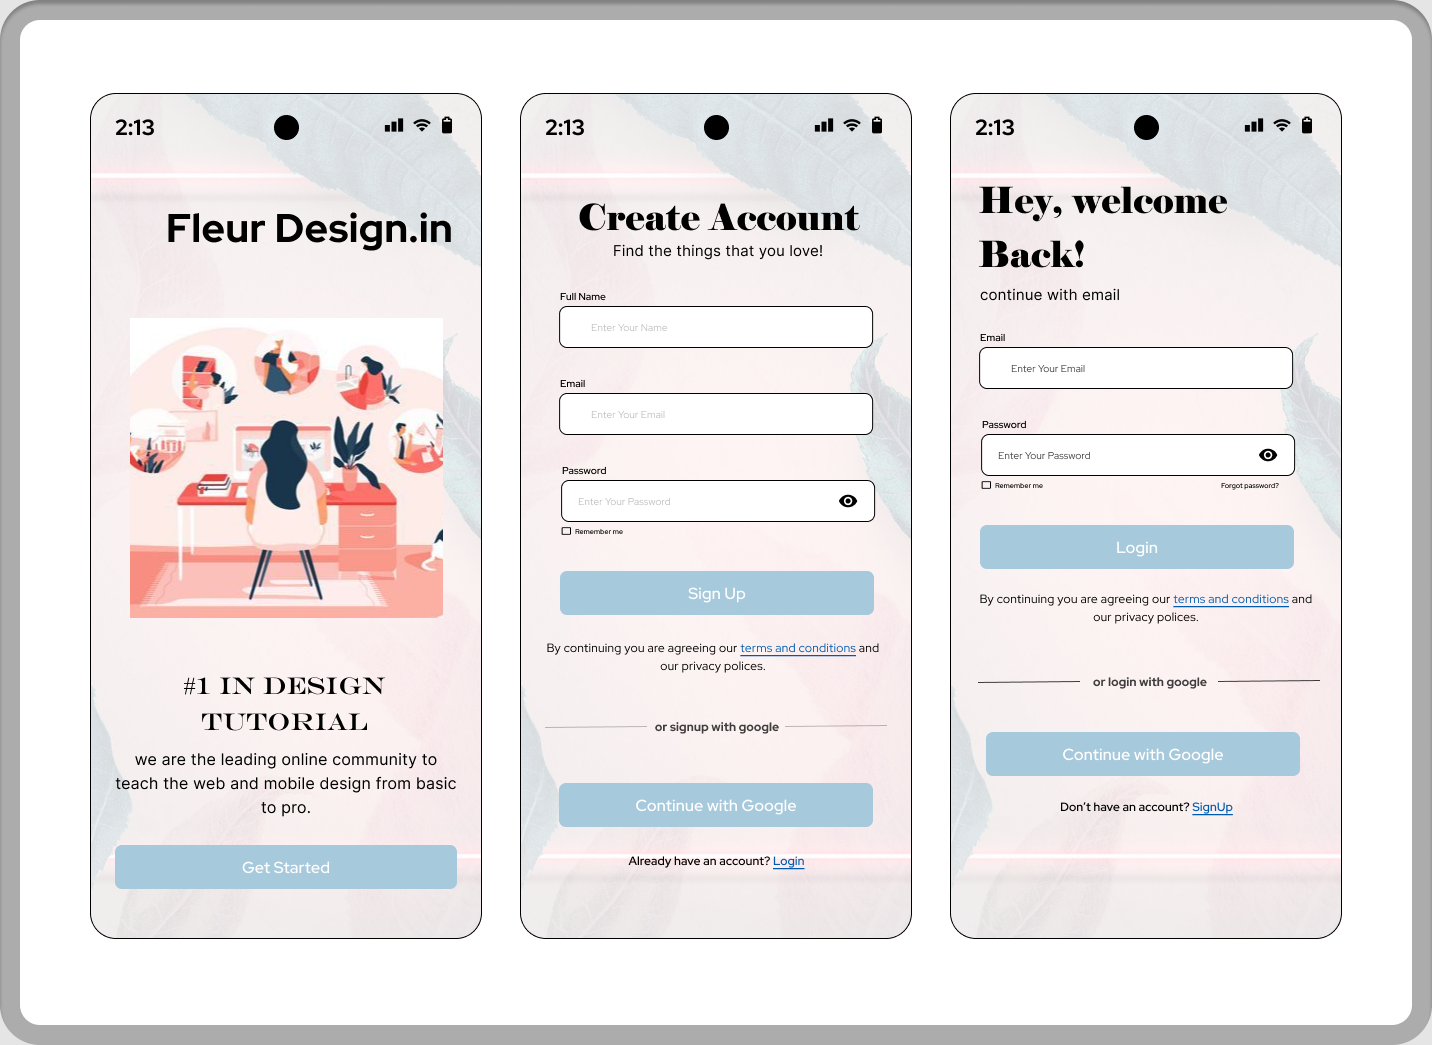 2:13
Fleur Design.in
#1 IN DESIGN
TUTORIAL
we are the leading online community to
teach the web and mobile design from basic
to pro.
Get Started
2:13
Create Account
Find the things that you love!
Full Name
Enter Your Name
Email
Enter Your Email
Password
Enter Your Password
Remember me
Sign Up
By continuing you are agreeing our terms and conditions and
our privacy polices.
or signup with google
Continue with Google
Already have an account? Login
2:13
Hey, welcome
Back!
continue with email
Email
Enter Your Email
Password
Enter Your Password
Remember me
Forgot password?
Login
By continuing you are agreeing our terms and conditions and
our privacy polices.
or login with google
Continue with Google
Don't have an account? SignUp